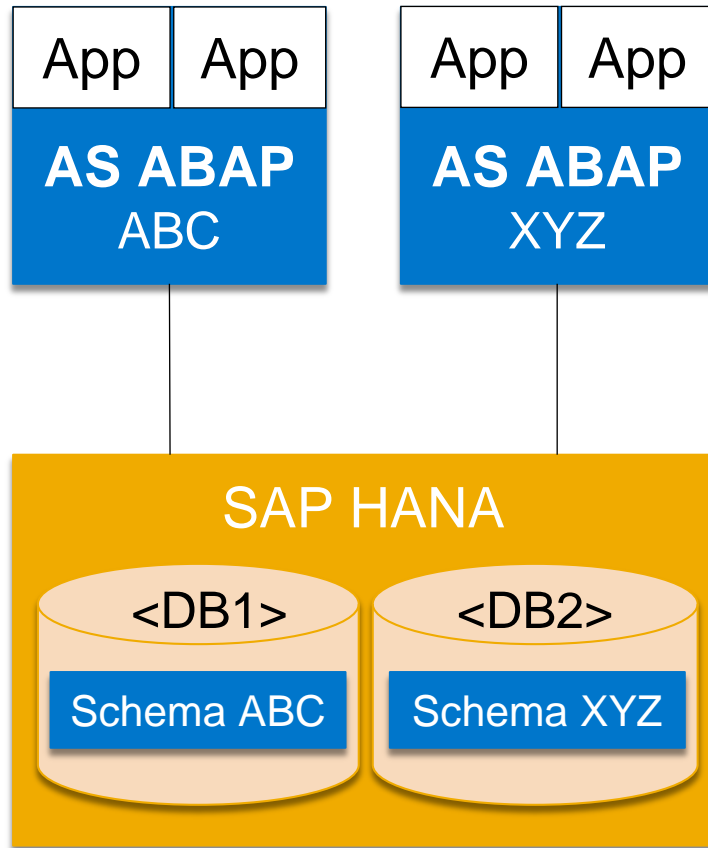 App App App App
AS ABAP AS ABAP
ABC XYZ
SAP HANA
<DB1> <DB2>
Schema ABC Schema XYZ